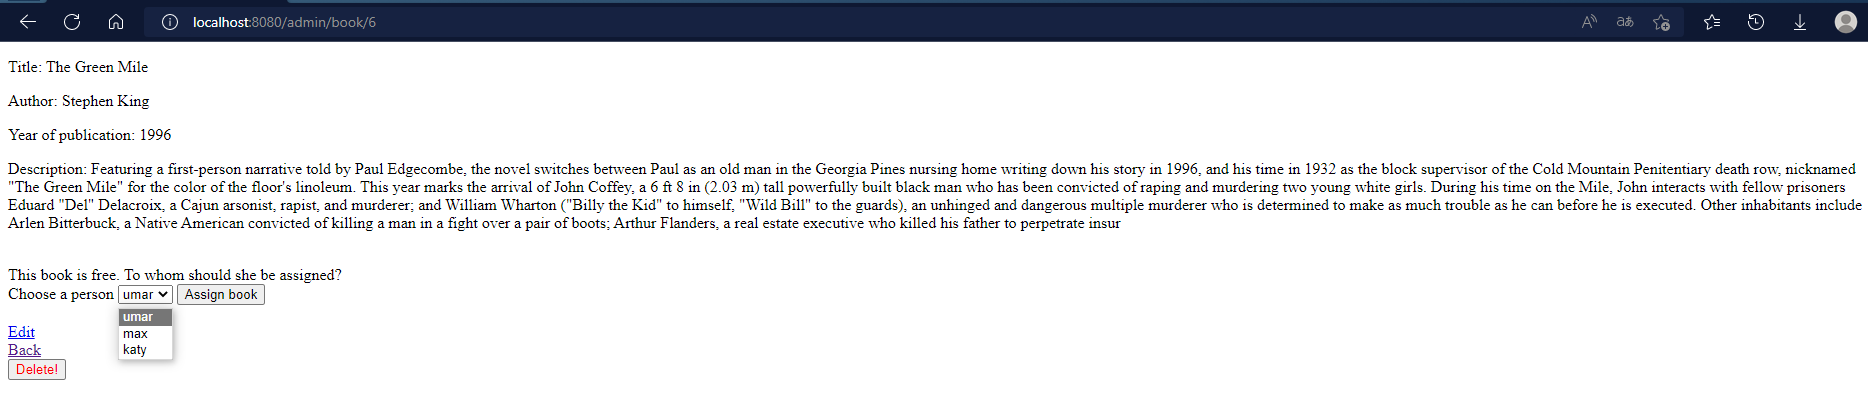 localhost:8080/admin/book/6
Title: The Green Mile
Author: Stephen King
Year of publication: 1996
Description: Featuring a first-person narrative told by Paul Edgecombe, the novel switches between Paul as an old man in the Georgia Pines nursing home writing down his story in 1996, and his time in 1932 as the block supervisor of the Cold Mountain Penitentiary death row, nicknamed
"The Green Mile" for the color of the floor's linoleum. This year marks the arrival of John Coffey, a 6 ft 8 in (2.03 m) tall powerfully built black man who has been convicted of raping and murdering two young white girls. During his time on the Mile, John interacts with fellow prisoners
Eduard "Del" Delacroix, a Cajun arsonist, rapist, and murderer; and William Wharton ("Billy the Kid" to himself, "Wild Bill" to the guards), an unhinged and dangerous multiple murderer who is determined to make as much trouble as he can before he is executed. Other inhabitants include
Arlen Bitterbuck, a Native American convicted of killing a man in a fight over a pair of boots; Arthur Flanders, a real estate executive who killed his father to perpetrate insur
This book is free. To whom should she be assigned?
Choose a person umar Assign book
umar
max
katy
Edit
Back
Delete!